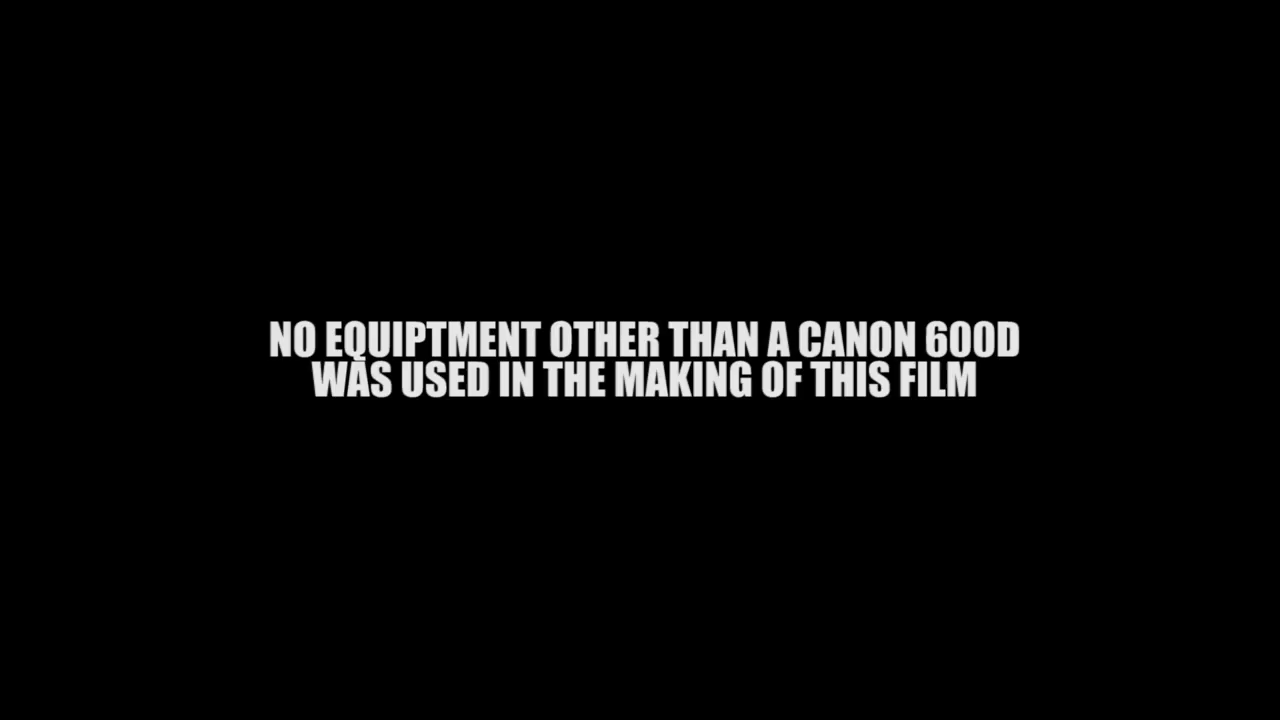 NO EQUIPTMENT OTHER THAN A CANON 600D
WAS USED IN THE MAKING OF THIS FILM